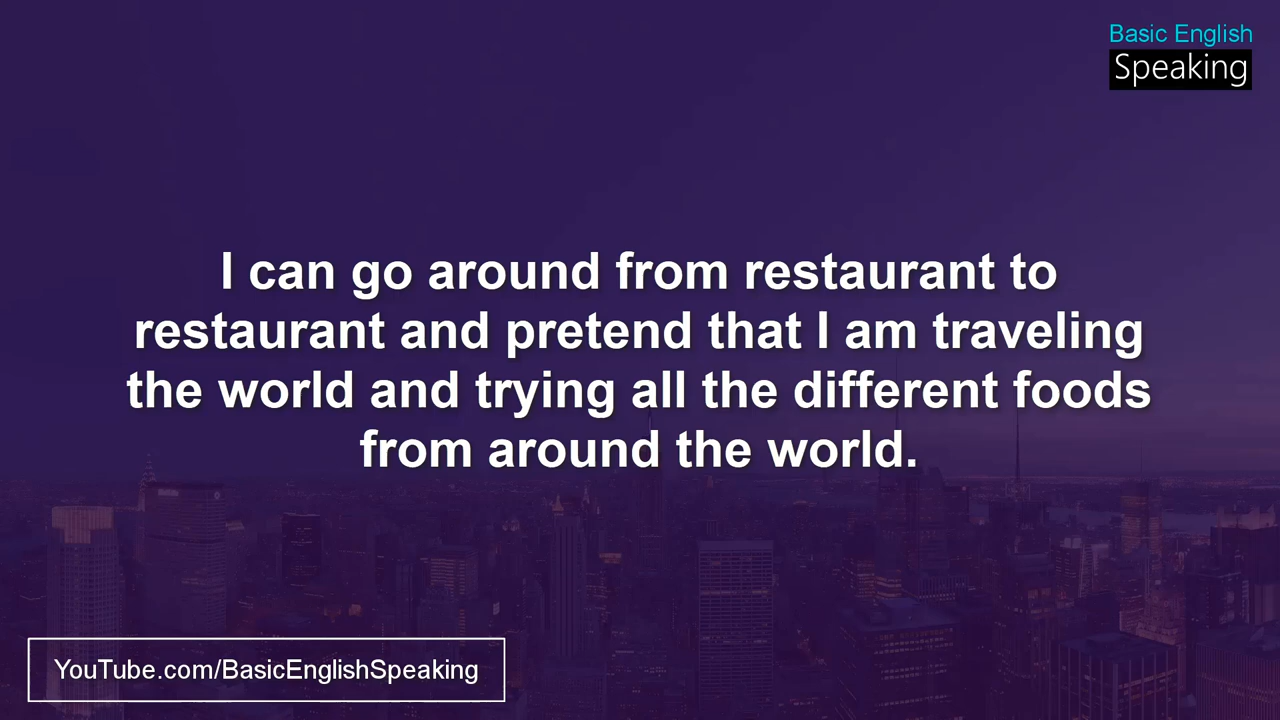 Basic English
Speaking
I can go around from restaurant to
restaurant and pretend that I am traveling
the world and trying all the different foods
from around the world.
YouTube.com/BasicEnglishSpeaking